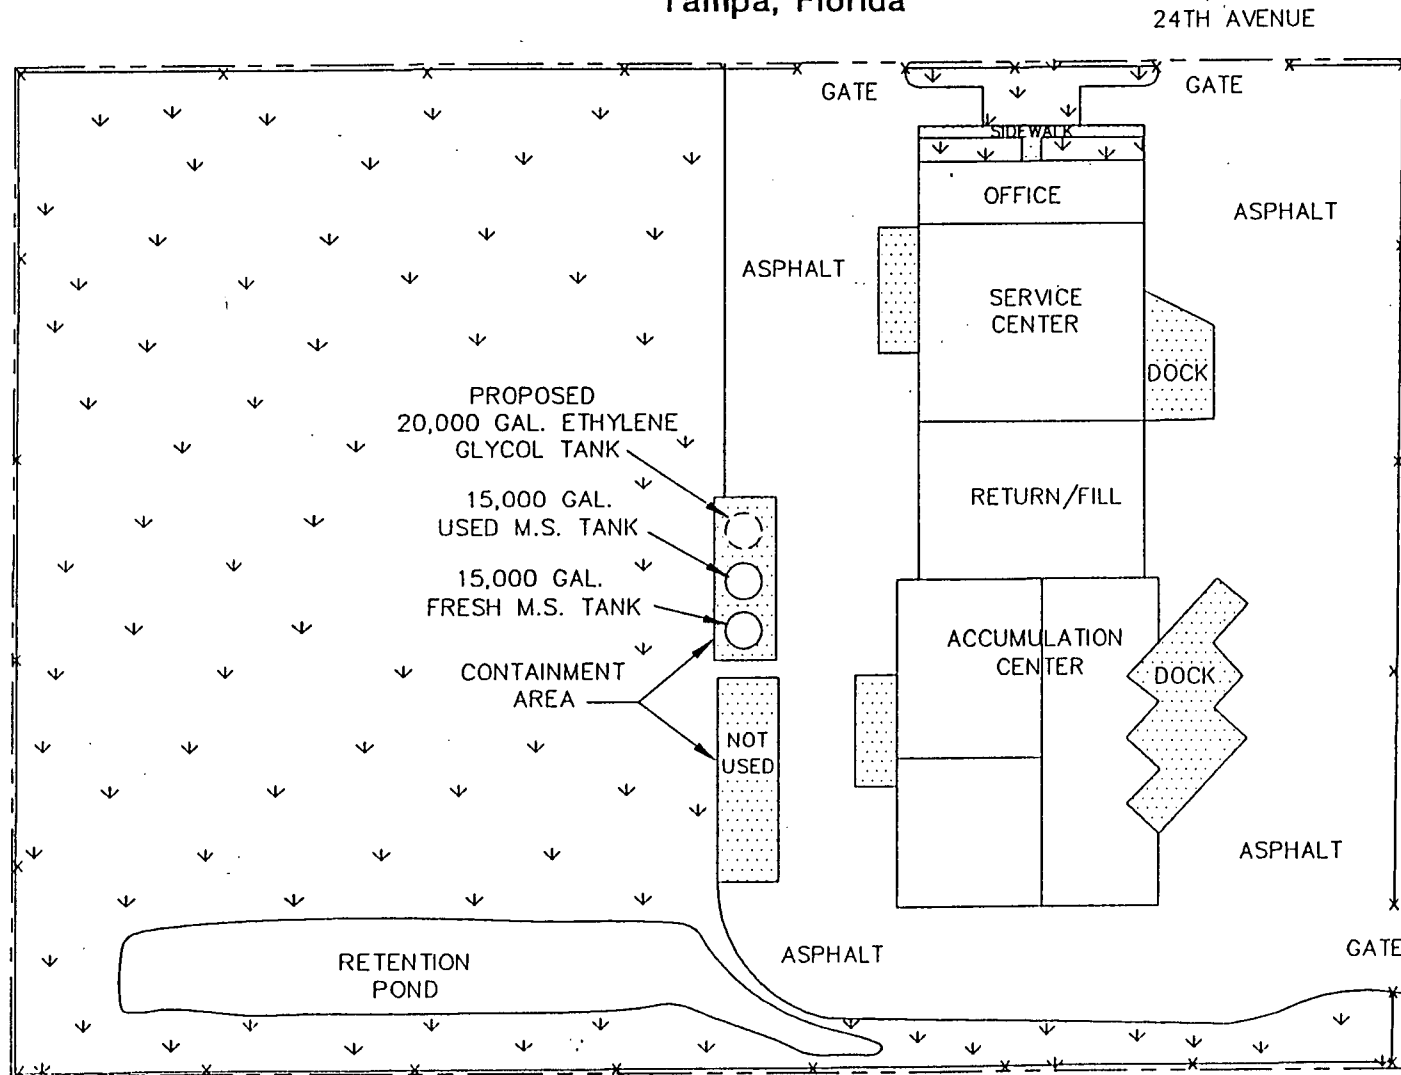 Tampa, Florida
24TH AVENUE
GATE
GATE
SIDEWALK
OFFICE
ASPHALT
ASPHALT
SERVICE
CENTER
DOCK
PROPOSED
20,000 GAL. ETHYLENE
GLYCOL TANK
15,000 GAL.
USED M.S. TANK
RETURN/FILL
15,000 GAL.
FRESH M.S. TANK
ACCUMULATION
CENTER
DOCK
CONTAINMENT
AREA
NOT
USED
ASPHALT
ASPHALT
GATE
RETENTION
POND